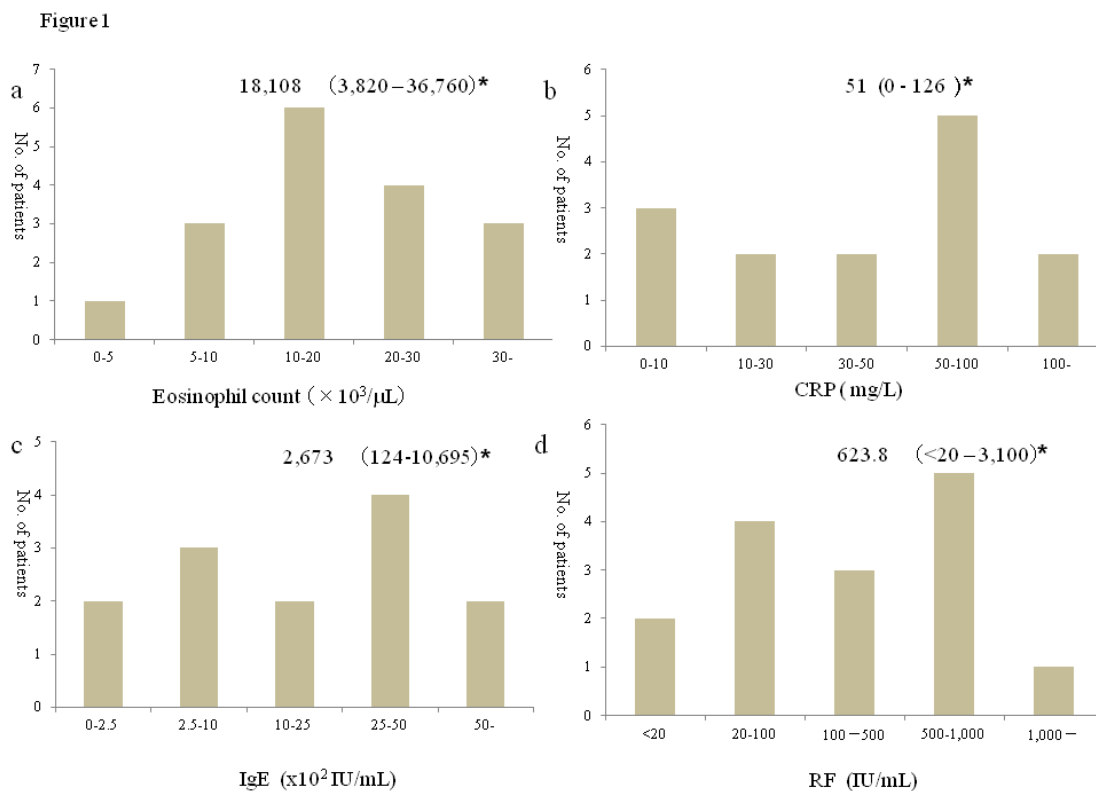 Figure 1
a
18,108 (3,820–36,760)*
No. of patients
7
6
5
4
3
2
1
0
0-5 5-10 10-20 20-30 30-
Eosinophil count (×10³/μL)
b
51 (0 - 126 )*
No. of patients
6
5
4
3
2
1
0
0-10 10-30 30-50 50-100 100-
CRP ( mg/L)
c
2,673 (124-10,695)*
No. of patients
5
4
3
2
1
0
0-2.5 2.5-10 10-25 25-50 50-
IgE (x10² IU/mL)
d
623.8 (<20–3,100)*
No. of patients
6
5
4
3
2
1
0
<20 20-100 100－500 500-1,000 1,000－
RF (IU/mL)